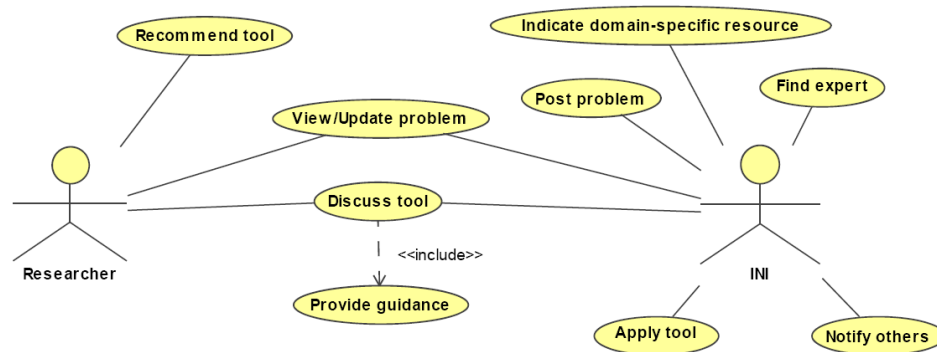 Indicate domain-specific resource
Recommend tool
Find expert
Post problem
View/Update problem
Discuss tool
<<include>>
Researcher
INI
Provide guidance
Apply tool
Notify others